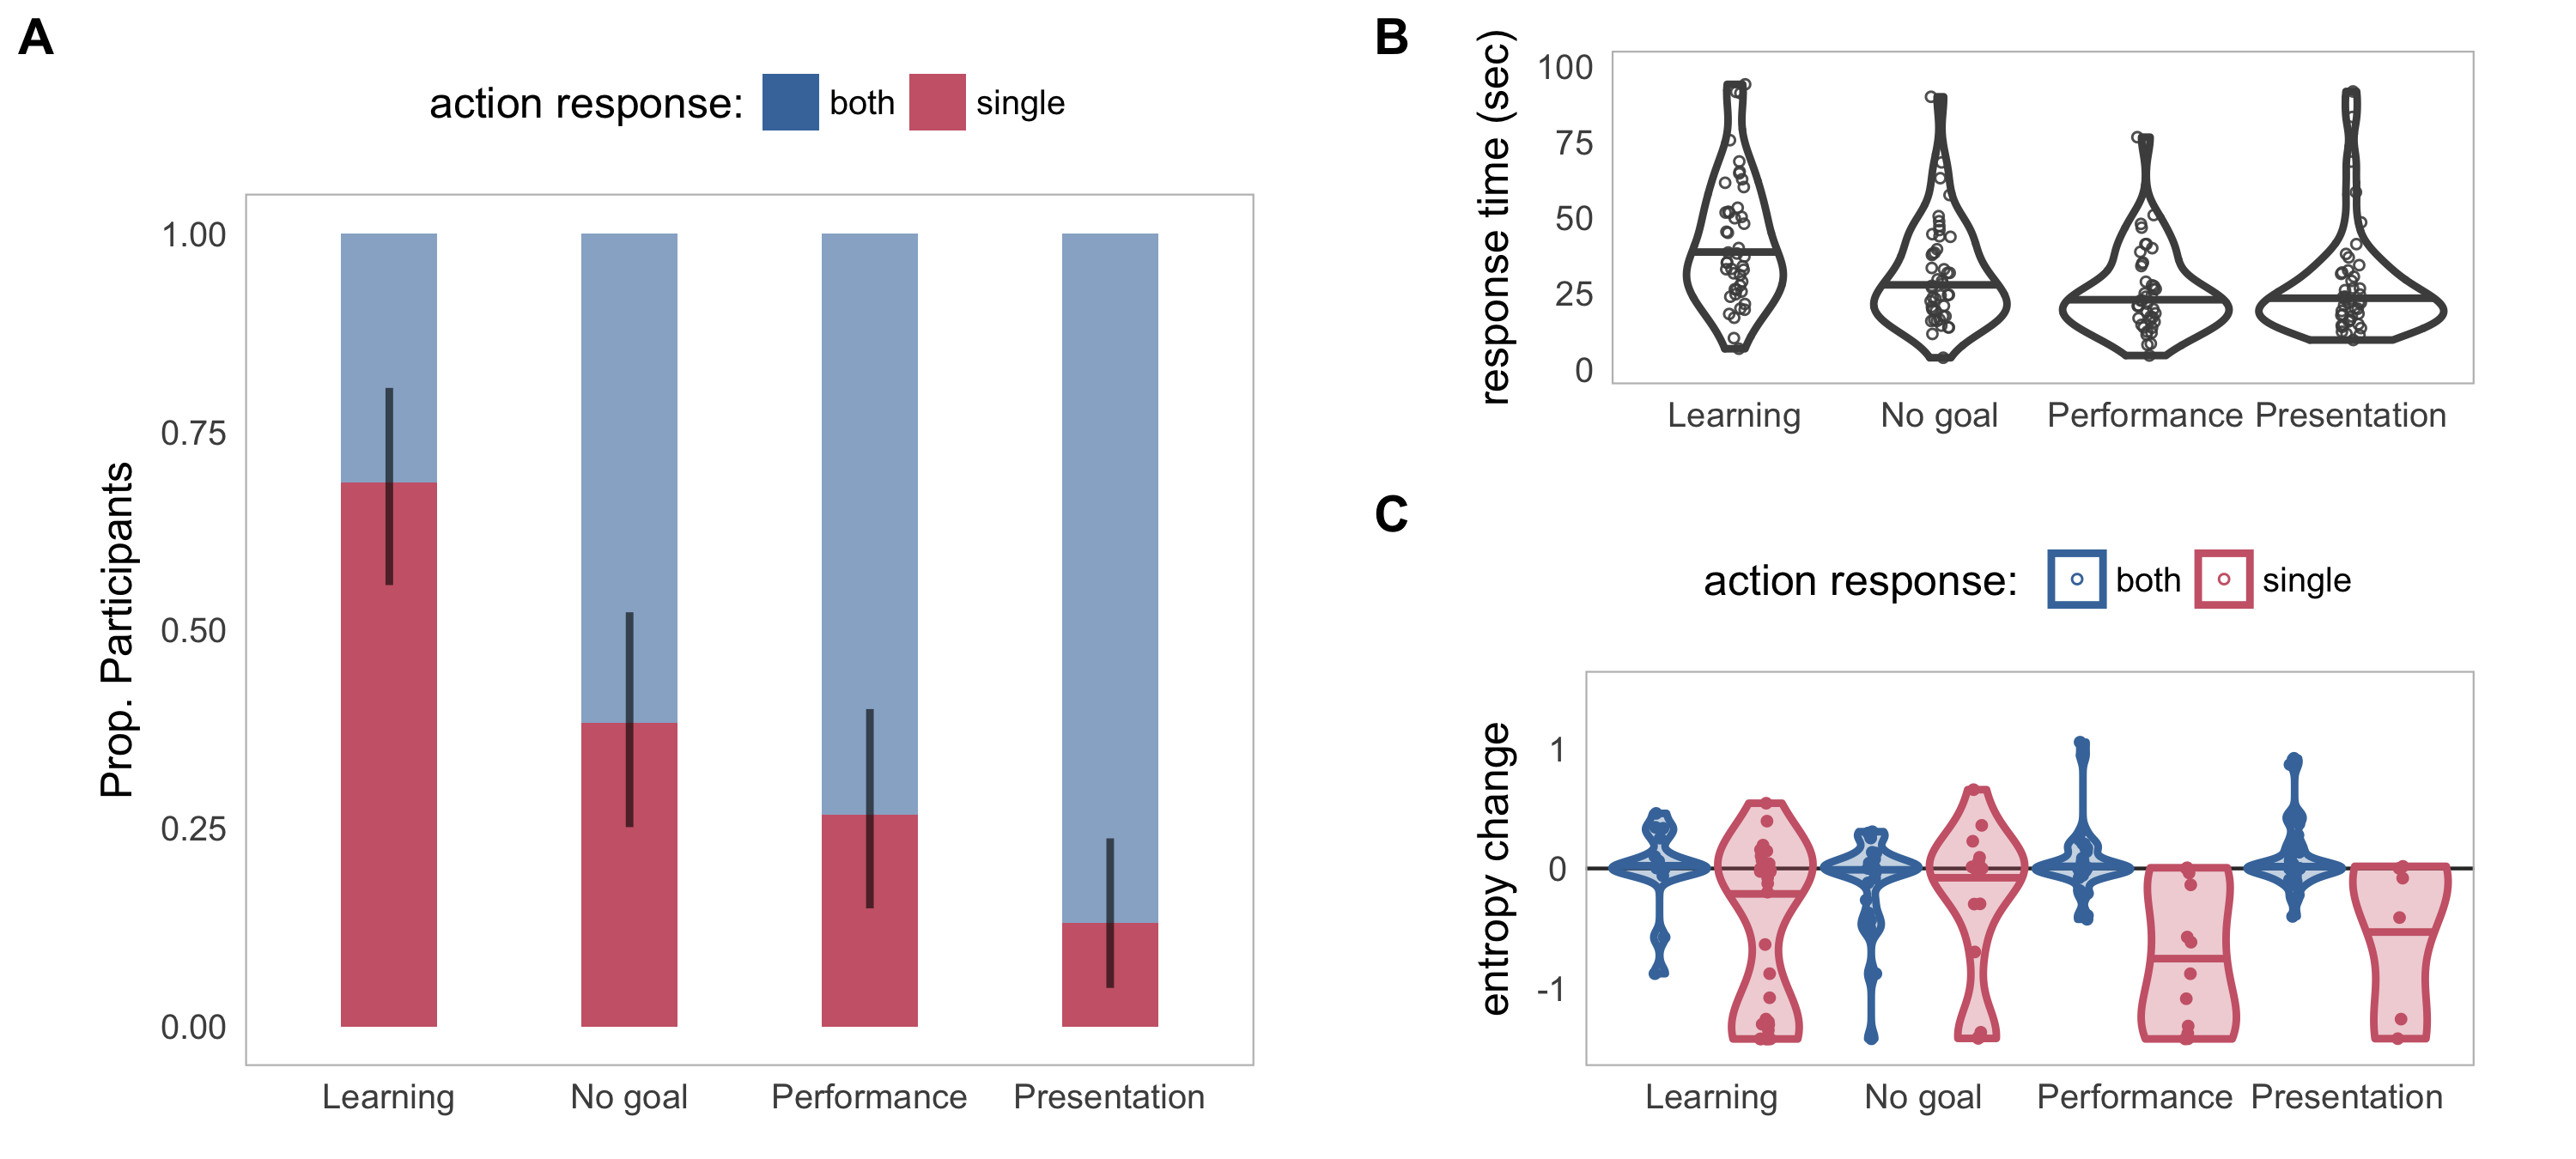 A
action response: both single
Prop. Participants
1.00
0.75
0.50
0.25
0.00
Learning No goal Performance Presentation
B
response time (sec)
100
75
50
25
0
Learning No goal Performance Presentation
C
action response: both single
entropy change
1
0
-1
Learning No goal Performance Presentation